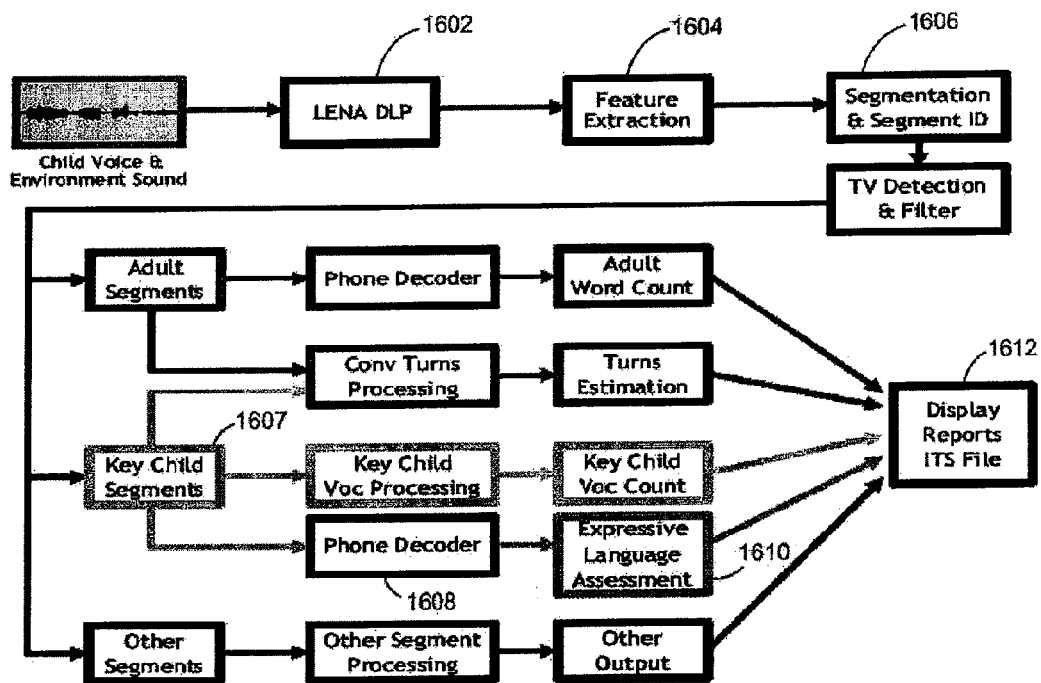 1602
1604
1606
LENA DLP
Feature
Extraction
Segmentation
& Segment ID
Child Voice &
Environment Sound
TV Detection
& Filter
Adult
Segments
Phone Decoder
Adult
Word Count
Conv Turns
Processing
Turns
Estimation
1612
Display
Reports
ITS File
1607
Key Child
Segments
Key Child
Voc Processing
Key Child
Voc Count
Phone Decoder
1608
Expressive
Language
Assessment
1610
Other
Segments
Other Segment
Processing
Other
Output